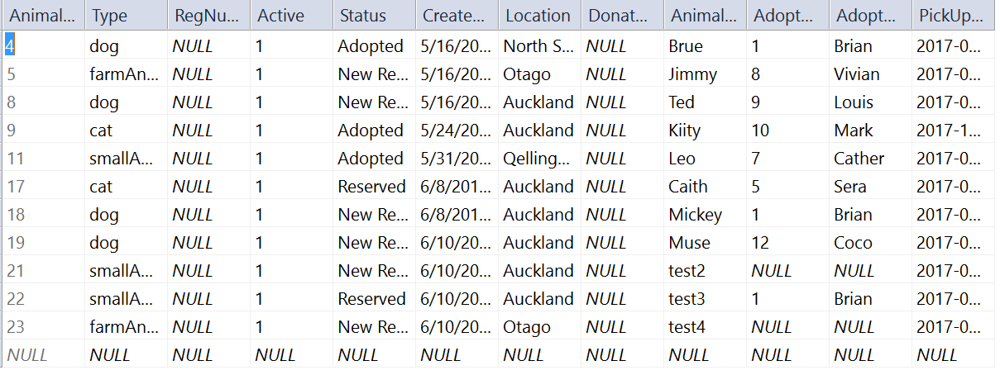 Animal... Type RegNu... Active Status Create... Location Donat... Animal... Adopt... Adopt... PickUp...
4 dog NULL 1 Adopted 5/16/20... North S... NULL Brue 1 Brian 2017-0...
5 farmAn... NULL 1 New Re... 5/16/20... Otago NULL Jimmy 8 Vivian 2017-0...
8 dog NULL 1 New Re... 5/16/20... Auckland NULL Ted 9 Louis 2017-0...
9 cat NULL 1 Adopted 5/24/20... Auckland NULL Kiity 10 Mark 2017-1...
11 smallA... NULL 1 Adopted 5/31/20... Qelling... NULL Leo 7 Cather 2017-0...
17 cat NULL 1 Reserved 6/8/201... Auckland NULL Caith 5 Sera 2017-0...
18 dog NULL 1 New Re... 6/8/201... Auckland NULL Mickey 1 Brian 2017-0...
19 dog NULL 1 New Re... 6/10/20... Auckland NULL Muse 12 Coco 2017-0...
21 smallA... NULL 1 New Re... 6/10/20... Auckland NULL test2 NULL NULL 2017-0...
22 smallA... NULL 1 Reserved 6/10/20... Auckland NULL test3 1 Brian 2017-0...
23 farmAn... NULL 1 New Re... 6/10/20... Otago NULL test4 NULL NULL 2017-0...
NULL NULL NULL NULL NULL NULL NULL NULL NULL NULL NULL NULL